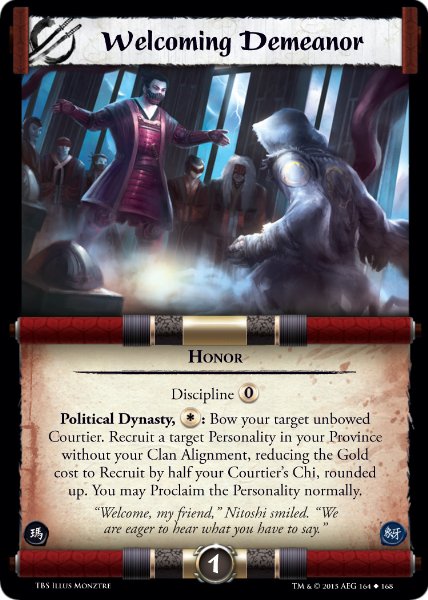 Welcoming Demeanor
Honor
Discipline 0
Political Dynasty, *: Bow your target unbowed
Courtier. Recruit a target Personality in your Province
without your Clan Alignment, reducing the Gold
cost to Recruit by half your Courtier's Chi, rounded
up. You may Proclaim the Personality normally.
"Welcome, my friend," Nitoshi smiled. "We
are eager to hear what you have to say."
瑪
象牙
1
TBS Illus Monztre
TM & © 2015 AEG 164 ◆ 168